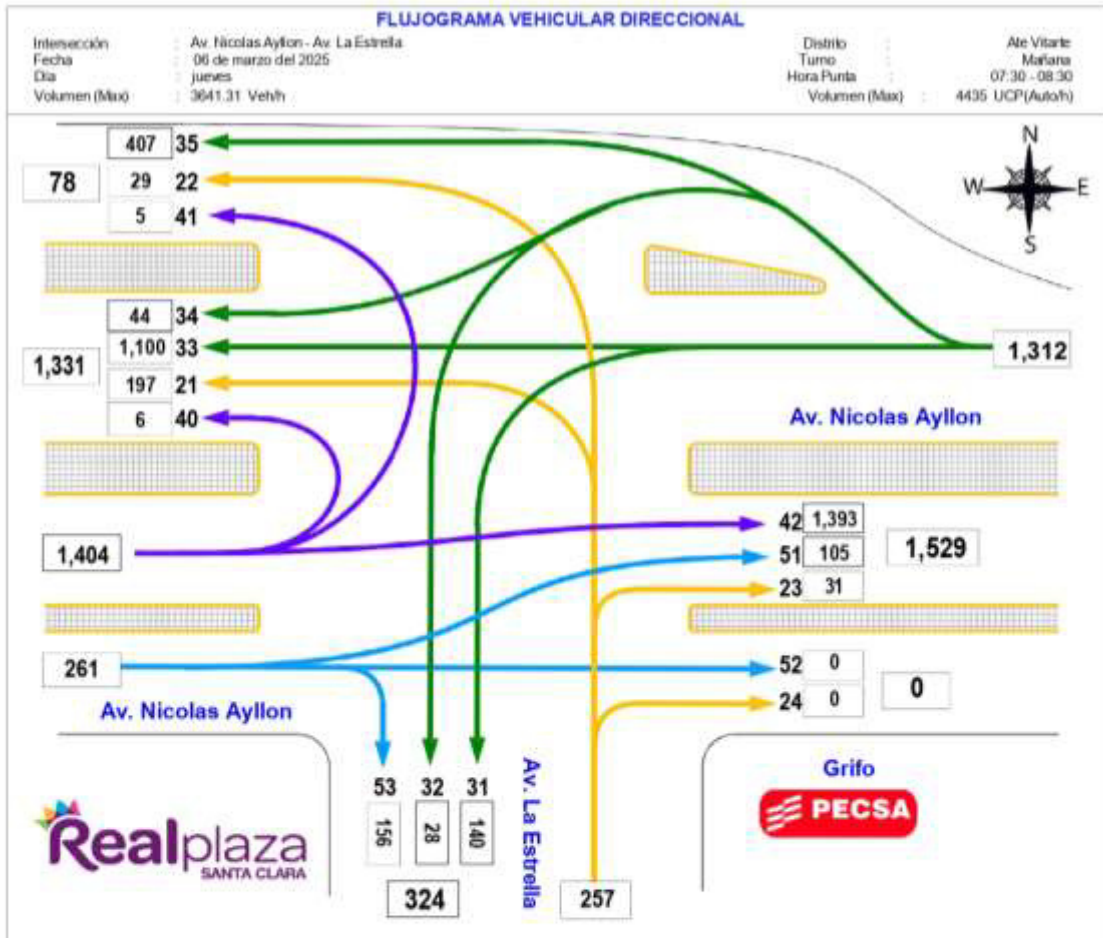 FLUJOGRAMA VEHICULAR DIRECCIONAL
Intersección : Av. Nicolas Ayllon - Av. La Estrella
Fecha : 06 de marzo del 2025
Dia : jueves
Volumen (Max) : 3641.31 Veh/h
Distrito : Ate Vitarte
Turno : Mañana
Hora Punta : 07:30 - 08:30
Volumen (Max) : 4435 UCP(Auto/h)
N
W E
S
407 35
78
29 22
5 41
44 34
1,331
1,100 33
1,312
197 21
6 40
Av. Nicolas Ayllon
42 1,393
1,404
51 105
1,529
23 31
261
52 0
0
24 0
Av. Nicolas Ayllon
53 32 31
156 28 140
324
Av. La Estrella
257
Grifo
PECSA
Realplaza
SANTA CLARA